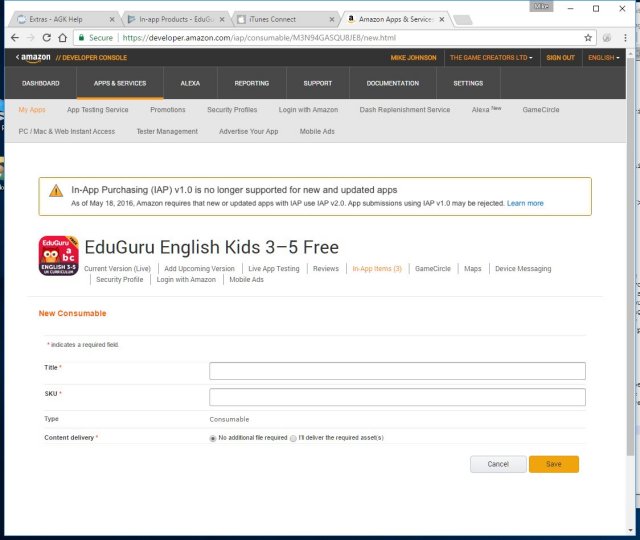 Mike
Extras - AGK Help
In-app Products - EduGu
iTunes Connect
Amazon Apps & Services
Secure
https://developer.amazon.com/iap/consumable/M3N94GASQU8JE8/new.html
amazon // DEVELOPER CONSOLE
MIKE JOHNSON
THE GAME CREATORS LTD
SIGN OUT
ENGLISH
DASHBOARD
APPS & SERVICES
ALEXA
REPORTING
SUPPORT
DOCUMENTATION
SETTINGS
My Apps
App Testing Service
Promotions
Security Profiles
Login with Amazon
Dash Replenishment Service
Alexa New
GameCircle
PC / Mac & Web Instant Access
Tester Management
Advertise Your App
Mobile Ads
In-App Purchasing (IAP) v1.0 is no longer supported for new and updated apps
As of May 18, 2016, Amazon requires that new or updated apps with IAP use IAP v2.0. App submissions using IAP v1.0 may be rejected. Learn more
EduGuru
a
bc
ENGLISH 3-5
UK CURRICULUM
EduGuru English Kids 3–5 Free
Current Version (Live)
Add Upcoming Version
Live App Testing
Reviews
In-App Items (3)
GameCircle
Maps
Device Messaging
Security Profile
Login with Amazon
Mobile Ads
New Consumable
* indicates a required field
Title *
SKU *
Type
Consumable
Content delivery *
No additional file required
I'll deliver the required asset(s)
Cancel
Save